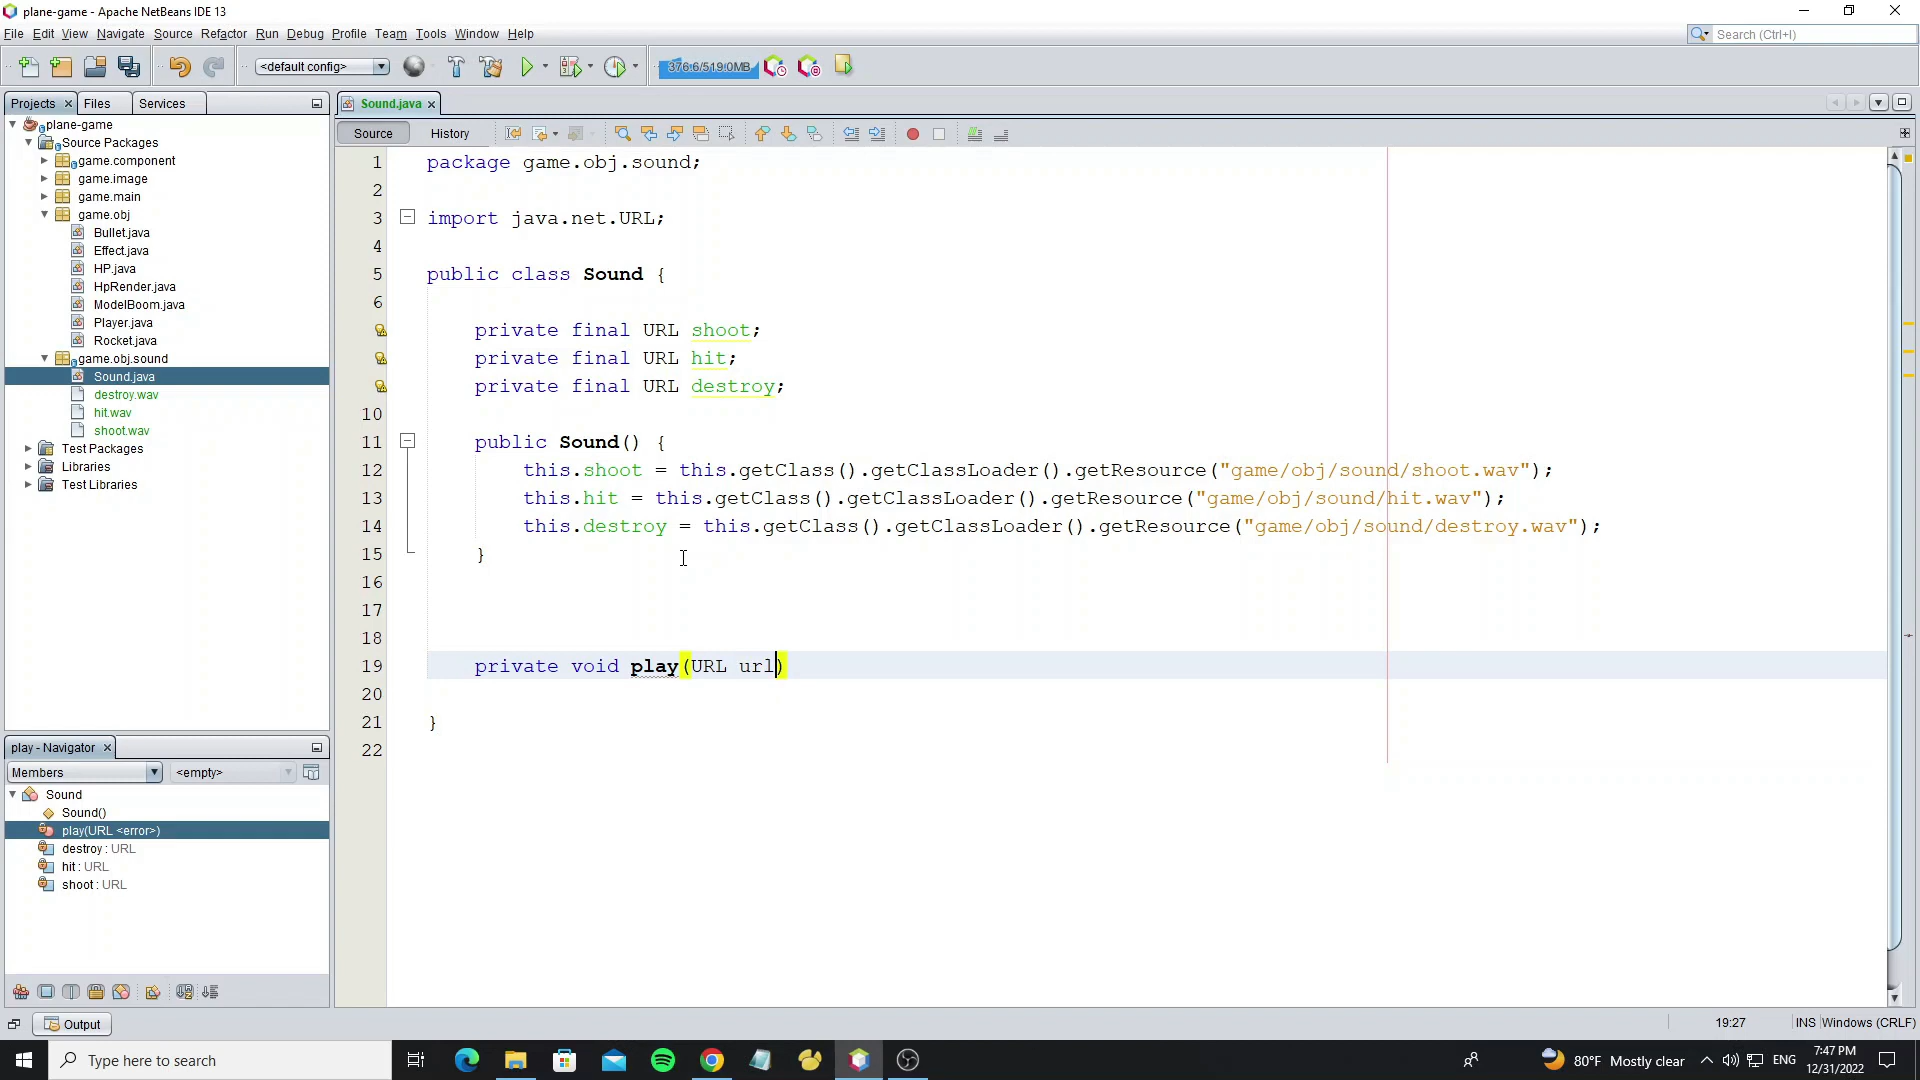 plane-game - Apache NetBeans IDE 13
File Edit View Navigate Source Refactor Run Debug Profile Team Tools Window Help
Search (Ctrl+I)
<default config>
376.6/519.0MB
Projects Files Services
Sound.java
Source History
plane-game
Source Packages
game.component
game.image
game.main
game.obj
Bullet.java
Effect.java
HP.java
HpRender.java
ModelBoom.java
Player.java
Rocket.java
game.obj.sound
Sound.java
destroy.wav
hit.wav
shoot.wav
Test Packages
Libraries
Test Libraries
play - Navigator
Members <empty>
Sound
Sound()
play(URL <error>)
destroy : URL
hit : URL
shoot : URL
1 package game.obj.sound;
2
3 import java.net.URL;
4
5 public class Sound {
6
private final URL shoot;
private final URL hit;
private final URL destroy;
10
11 public Sound() {
12 this.shoot = this.getClass().getClassLoader().getResource("game/obj/sound/shoot.wav");
13 this.hit = this.getClass().getClassLoader().getResource("game/obj/sound/hit.wav");
14 this.destroy = this.getClass().getClassLoader().getResource("game/obj/sound/destroy.wav");
15 }
16
17
18
19 private void play(URL url)
20
21 }
22
Output
19:27 INS Windows (CRLF)
Type here to search
80°F Mostly clear
ENG
7:47 PM
12/31/2022